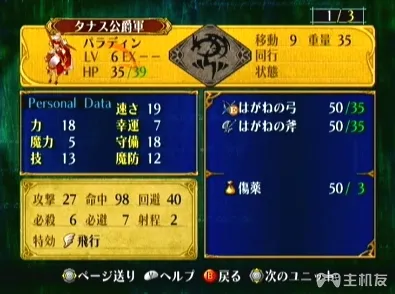 タナス公爵軍
1/3
パラディン
移動 9 重量 35
LV 6 EX--
同行
HP 35/39
状態
Personal Data
速さ 19
力 18
幸運 7
魔力 5
守備 18
技 13
魔防 12
E はがねの弓 50/35
はがねの斧 50/35
傷薬 50/ 3
攻撃 27 命中 98 回避 40
必殺 6 必避 7 射程 2
特効 飛行
ページ送り ヘルプ B 戻る 次のユニット
主机友